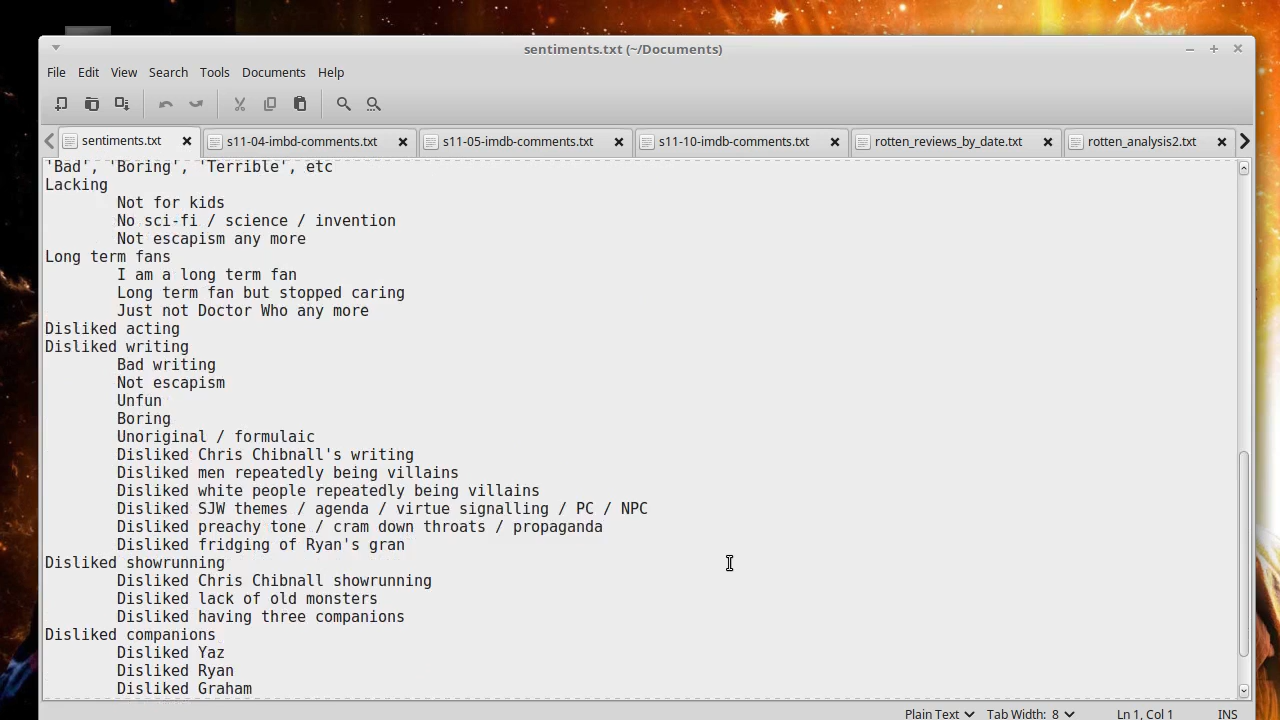 sentiments.txt (~/Documents)
File Edit View Search Tools Documents Help
sentiments.txt s11-04-imbd-comments.txt s11-05-imdb-comments.txt s11-10-imdb-comments.txt rotten_reviews_by_date.txt rotten_analysis2.txt
'Bad', 'Boring', 'Terrible', etc
Lacking
Not for kids
No sci-fi / science / invention
Not escapism any more
Long term fans
I am a long term fan
Long term fan but stopped caring
Just not Doctor Who any more
Disliked acting
Disliked writing
Bad writing
Not escapism
Unfun
Boring
Unoriginal / formulaic
Disliked Chris Chibnall's writing
Disliked men repeatedly being villains
Disliked white people repeatedly being villains
Disliked SJW themes / agenda / virtue signalling / PC / NPC
Disliked preachy tone / cram down throats / propaganda
Disliked fridging of Ryan's gran
Disliked showrunning
Disliked Chris Chibnall showrunning
Disliked lack of old monsters
Disliked having three companions
Disliked companions
Disliked Yaz
Disliked Ryan
Disliked Graham
Plain Text Tab Width: 8 Ln 1, Col 1 INS